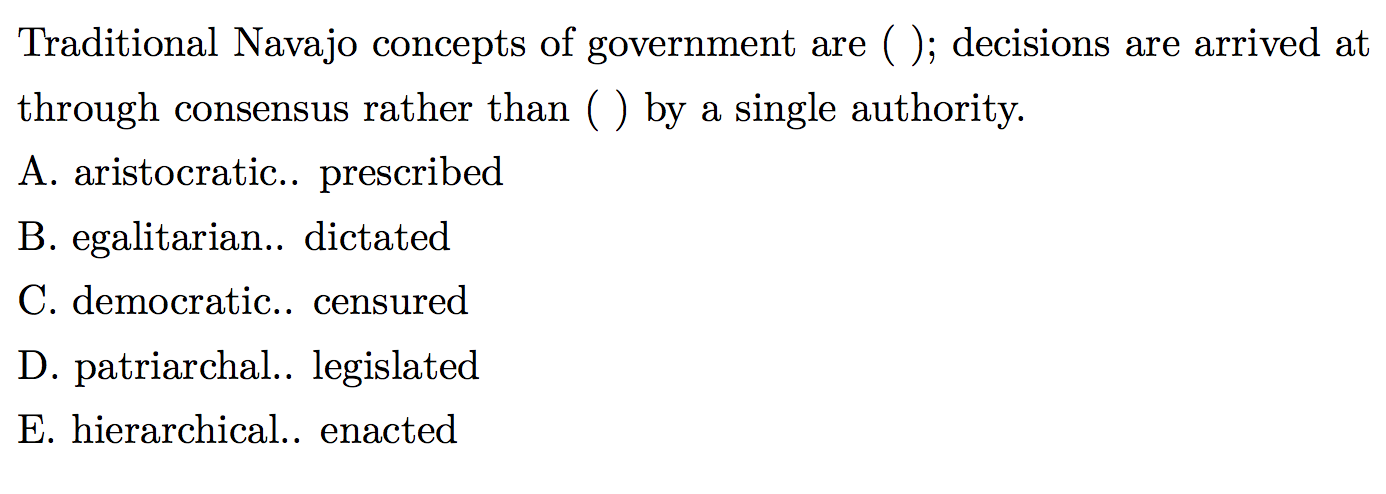 Traditional Navajo concepts of government are ( ); decisions are arrived at
through consensus rather than ( ) by a single authority.
A. aristocratic.. prescribed
B. egalitarian.. dictated
C. democratic.. censured
D. patriarchal.. legislated
E. hierarchical.. enacted